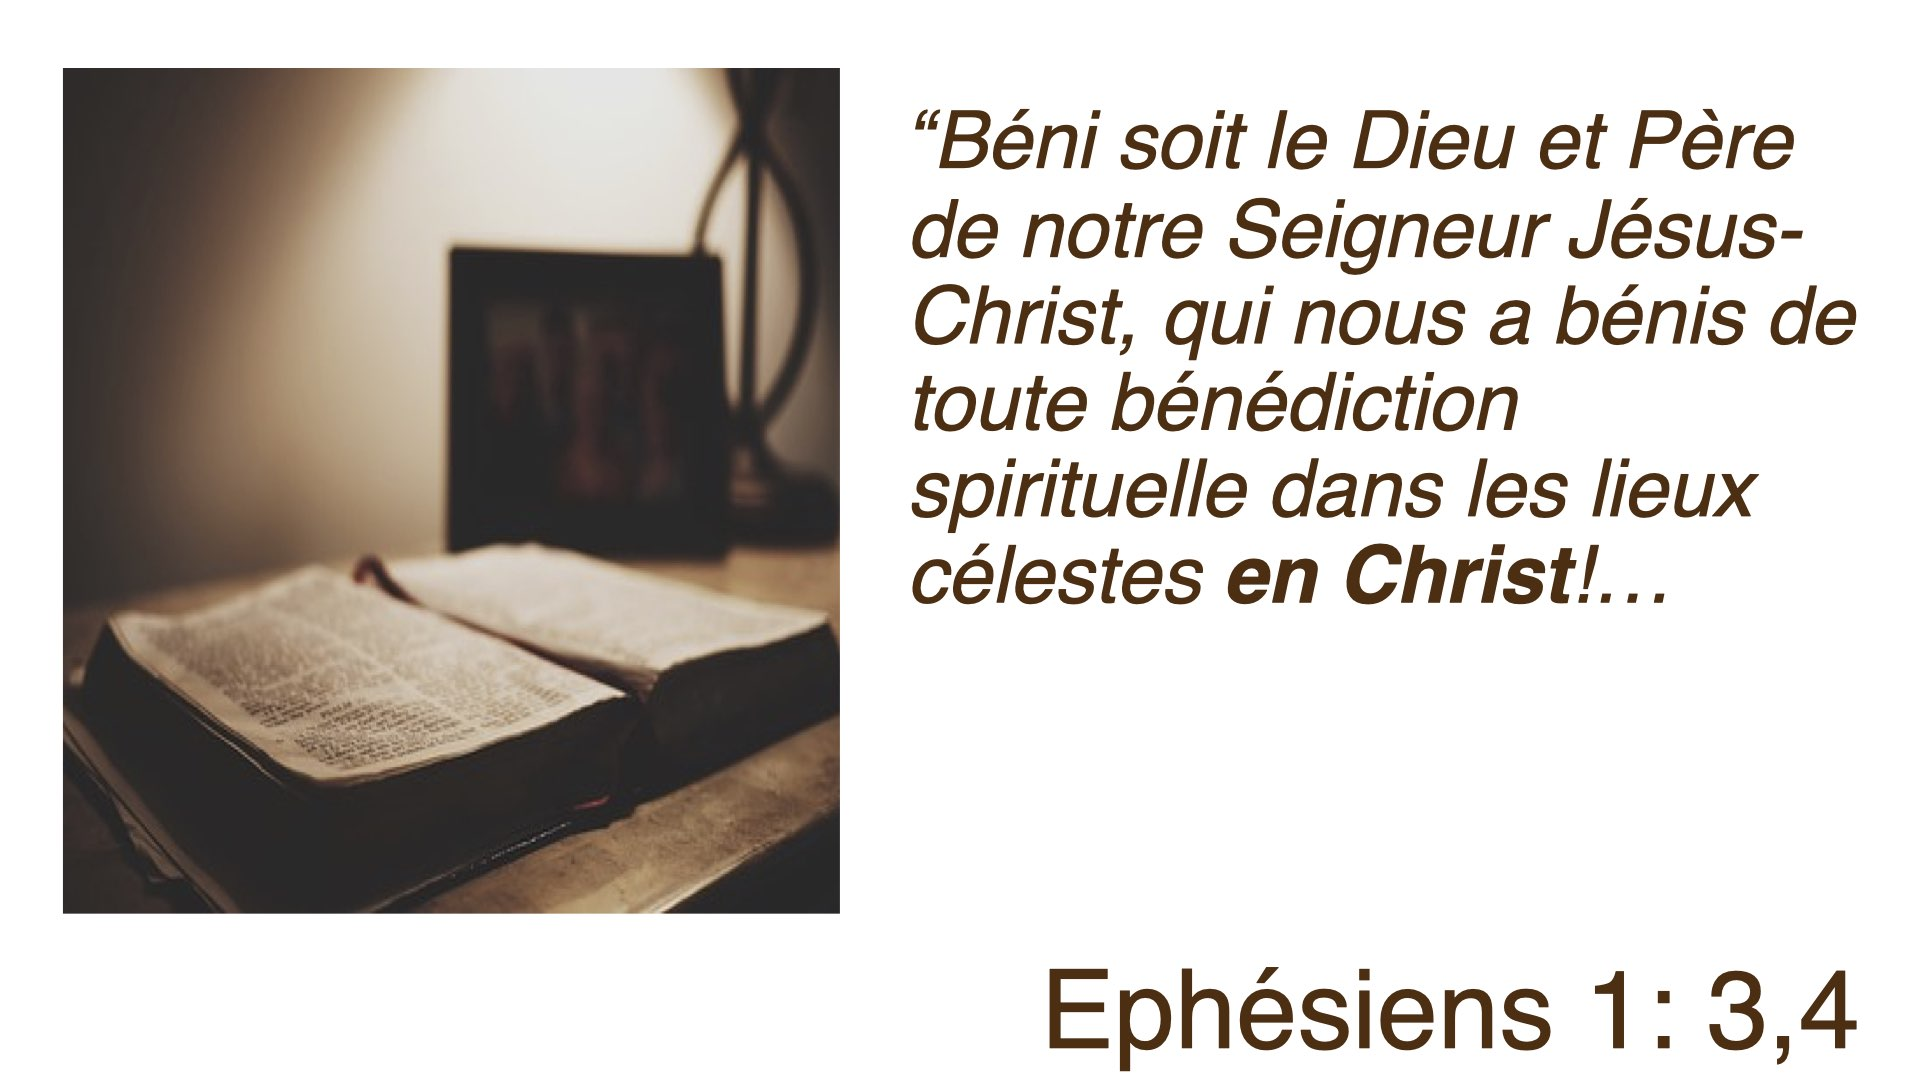 “Béni soit le Dieu et Père
de notre Seigneur Jésus-
Christ, qui nous a bénis de
toute bénédiction
spirituelle dans les lieux
célestes en Christ!…
Ephésiens 1: 3,4